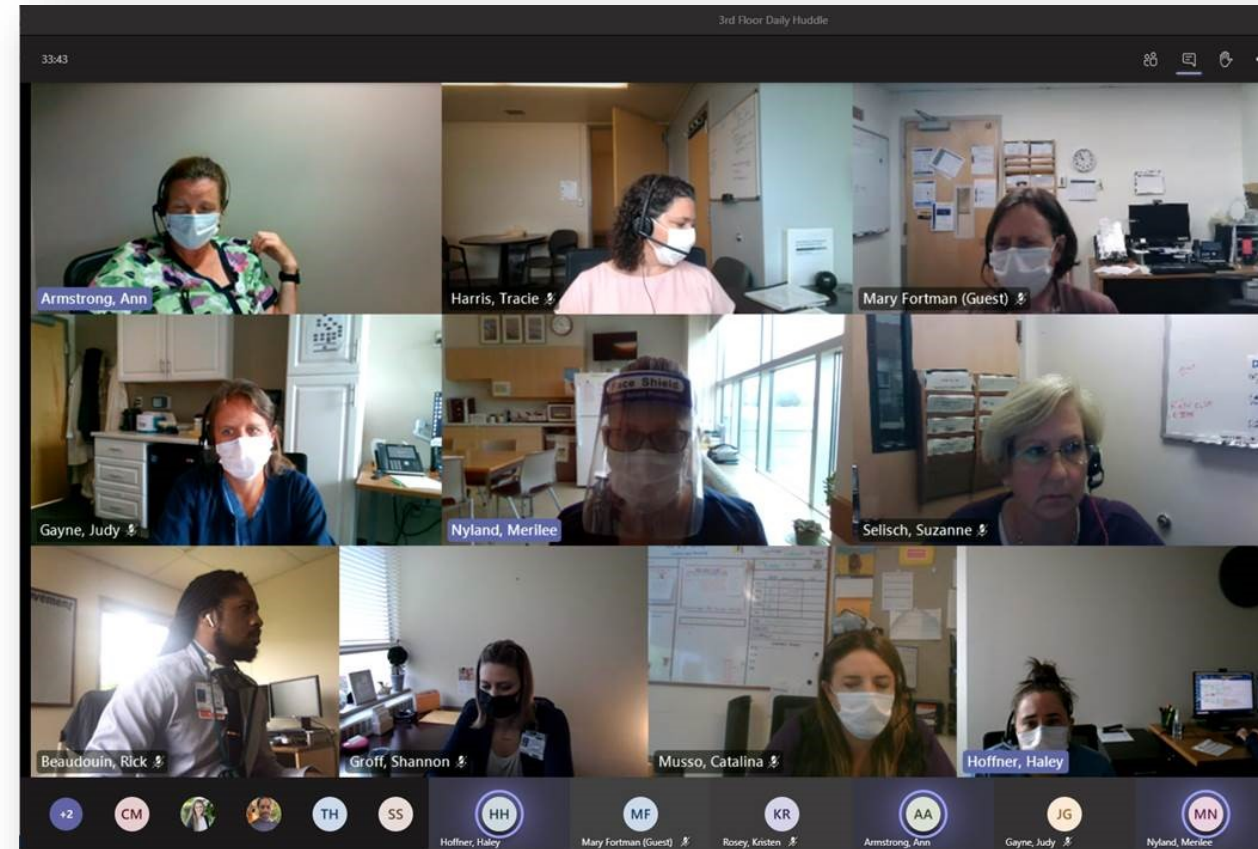 3rd Floor Daily Huddle
33:43
Armstrong, Ann
Harris, Tracie
Mary Fortman (Guest)
Gayne, Judy
Face Shield
Nyland, Merilee
Selisch, Suzanne
Beaudouin, Rick
Groff, Shannon
Musso, Catalina
Hoffner, Haley
+2
CM
TH
SS
HH
MF
KR
AA
JG
MN
Hoffner, Haley
Mary Fortman (Guest)
Rosey, Kristen
Armstrong, Ann
Gayne, Judy
Nyland, Merilee